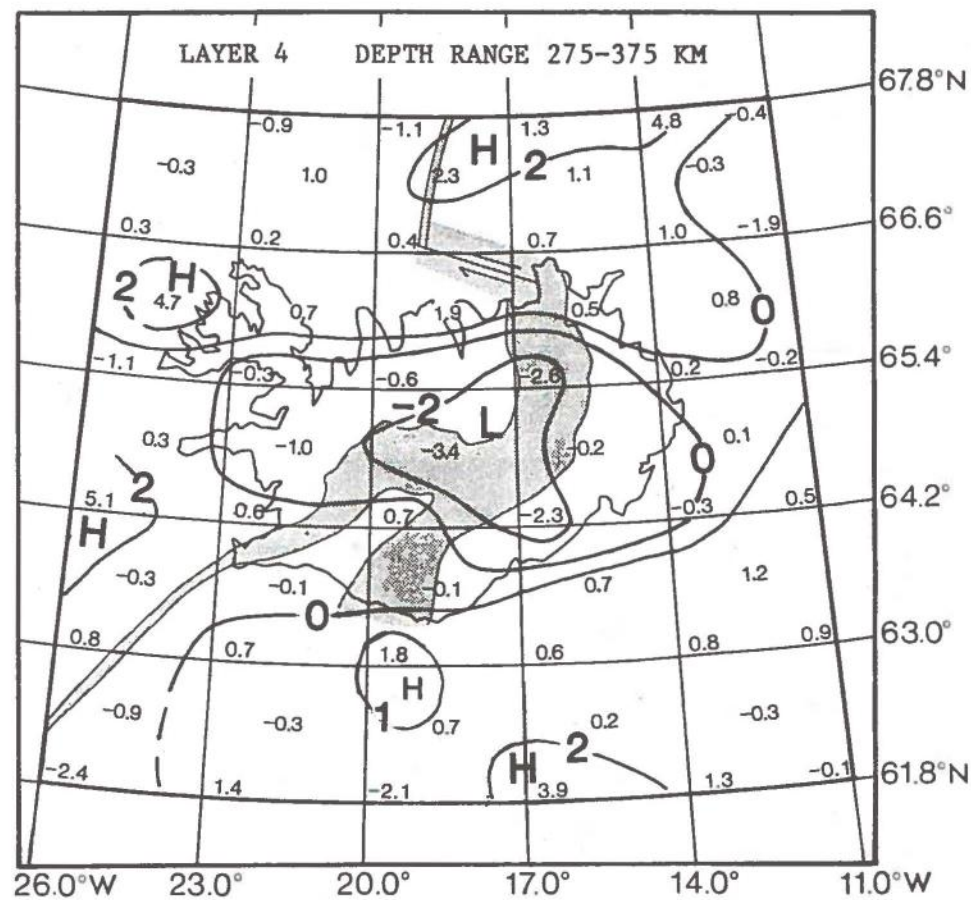 LAYER 4 DEPTH RANGE 275-375 KM
67.8°N
-0.9 -1.1 1.3 4.8 -0.4
H 2
-0.3 1.0 2.3 1.1 -0.3
66.6°
0.3 0.2 0.4 0.7 1.0 -1.9
2 H
4.7 0.7 1.9 0.5 0.8 0
65.4°
-1.1 -0.3 -0.6 -2.6 0.2 -0.2
-2 L
0.3 -1.0 -3.4 -0.2 0.1
0
2
64.2°
5.1 0.6 0.7 -2.3 -0.3 0.5
H
-0.3 -0.1 -0.1 0.7 1.2
0
63.0°
0.8 0.7 1.8 0.6 0.8 0.9
H
-0.9 -0.3 1 0.7 0.2 -0.3
2
H
61.8°N
-2.4 1.4 -2.1 3.9 1.3 -0.1
26.0°W 23.0° 20.0° 17.0° 14.0° 11.0°W